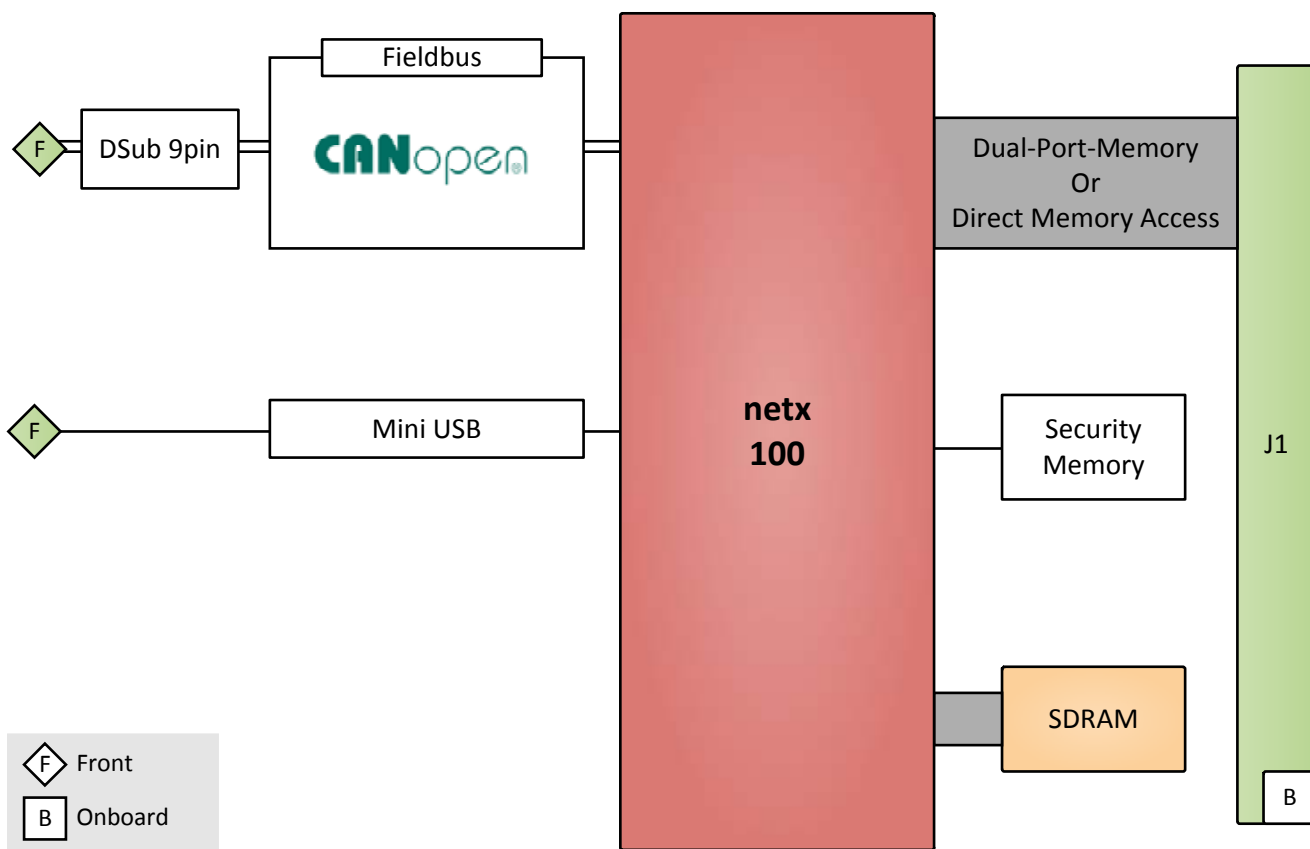 Fieldbus
F
DSub 9pin
CANopen®
Dual-Port-Memory
Or
Direct Memory Access
F
Mini USB
netx
100
Security
Memory
J1
SDRAM
F Front
B Onboard
B